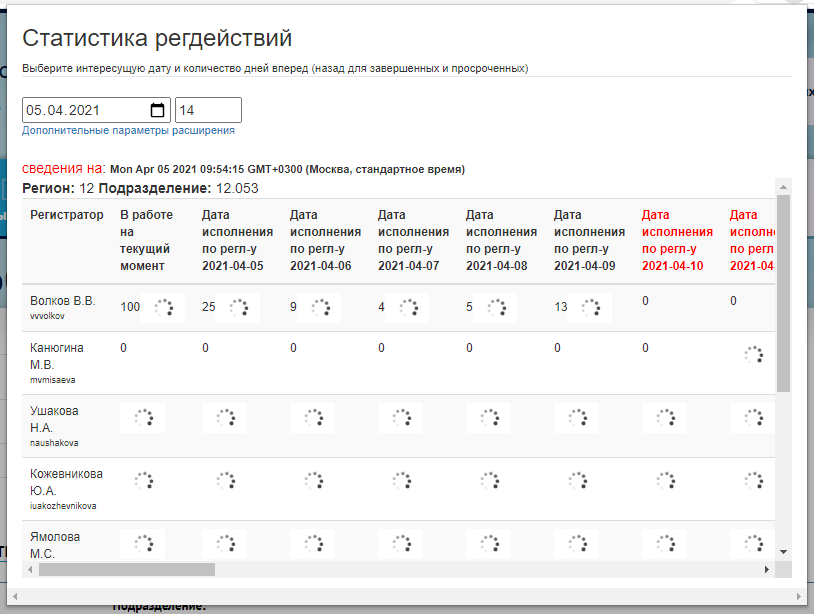 Статистика регдействий
Выберите интересущую дату и количество дней вперед (назад для завершенных и просроченных)
05.04.2021 14
Дополнительные параметры расширения
сведения на: Mon Apr 05 2021 09:54:15 GMT+0300 (Москва, стандартное время)
Регион: 12 Подразделение: 12.053
Регистратор В работе Дата Дата Дата Дата Дата Дата Дата
на исполнения исполнения исполнения исполнения исполнения исполнения исполн
текущий по регл-у по регл-у по регл-у по регл-у по регл-у по регл-у по регл
момент 2021-04-05 2021-04-06 2021-04-07 2021-04-08 2021-04-09 2021-04-10 2021-04
Волков В.В. 100 25 9 4 5 13 0 0
vvvolkov
Канюгина 0 0 0 0 0 0 0
М.В.
mvmisaeva
Ушакова
Н.А.
naushakova
Кожевникова
Ю.А.
iuakozhevnikova
Ямолова
М.С.
Подразделение: